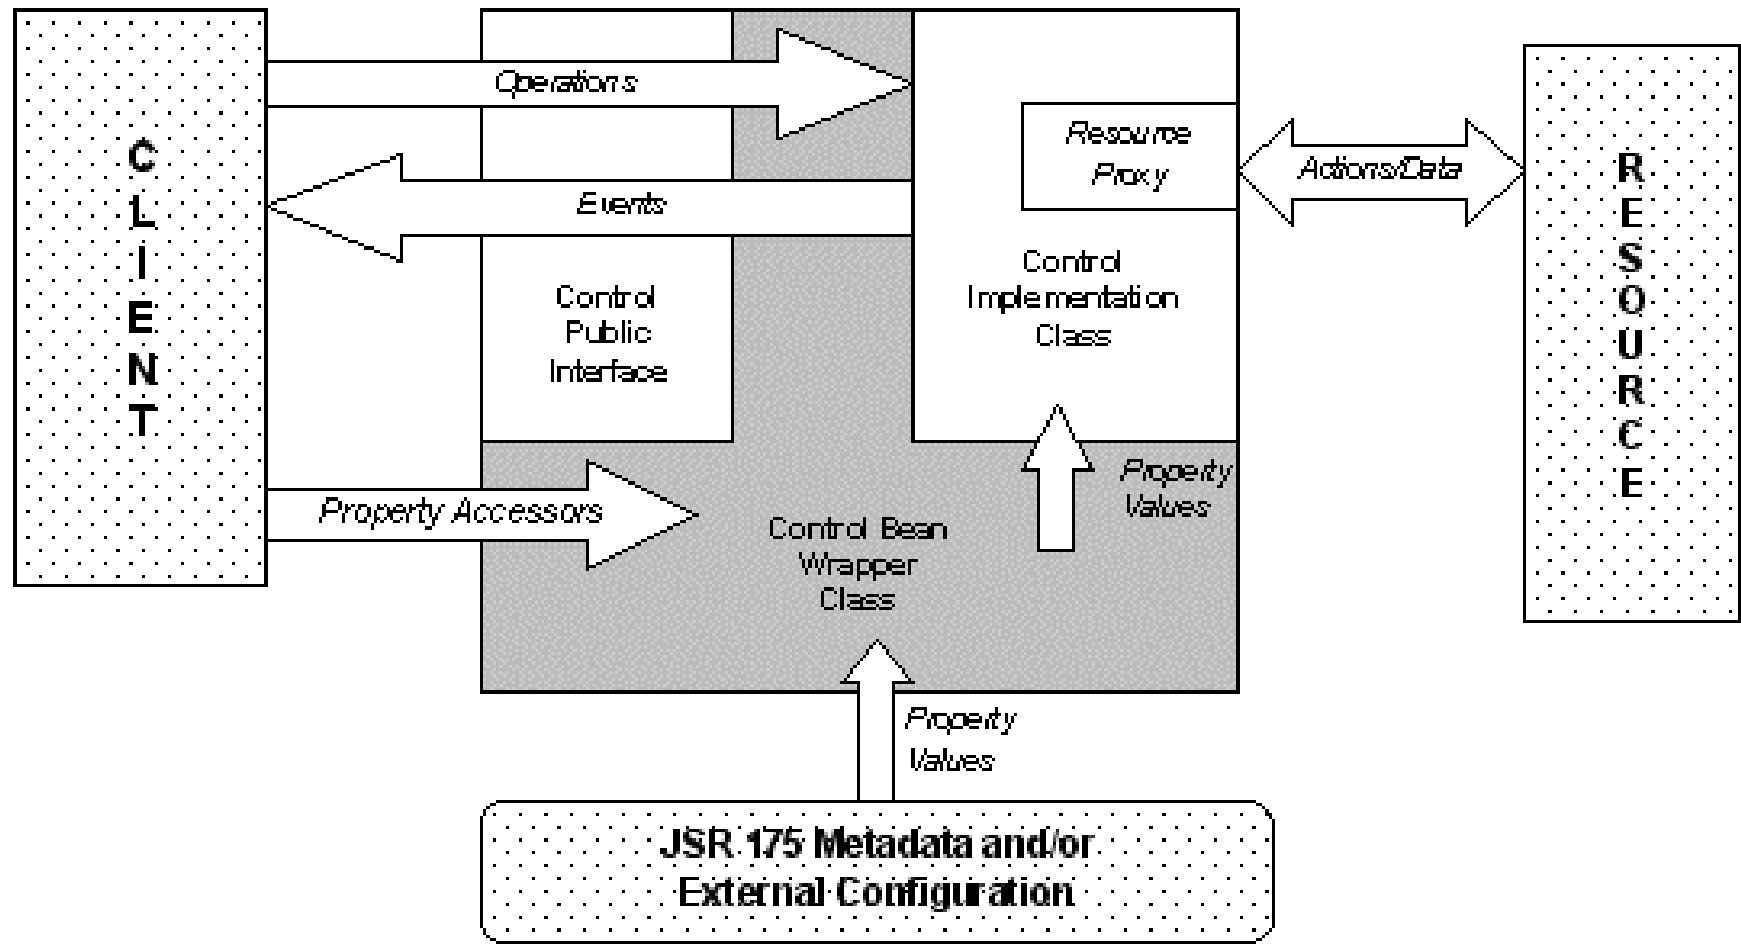 CLIENT
Operations
Events
Control
Public
Interface
Property Accessors
Resource
Proxy
Control
Implementation
Class
Property
Values
Control Bean
Wrapper
Class
Actions/Data
RESOURCE
Property
Values
JSR 175 Metadata and/or
External Configuration